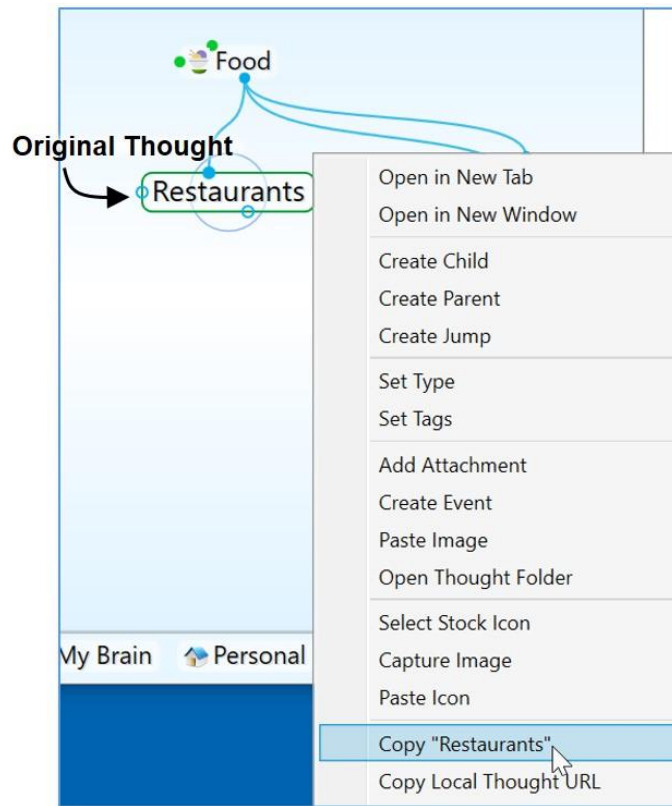 Food
Original Thought
Restaurants
Open in New Tab
Open in New Window
Create Child
Create Parent
Create Jump
Set Type
Set Tags
Add Attachment
Create Event
Paste Image
Open Thought Folder
Select Stock Icon
Capture Image
Paste Icon
My Brain Personal
Copy "Restaurants"
Copy Local Thought URL